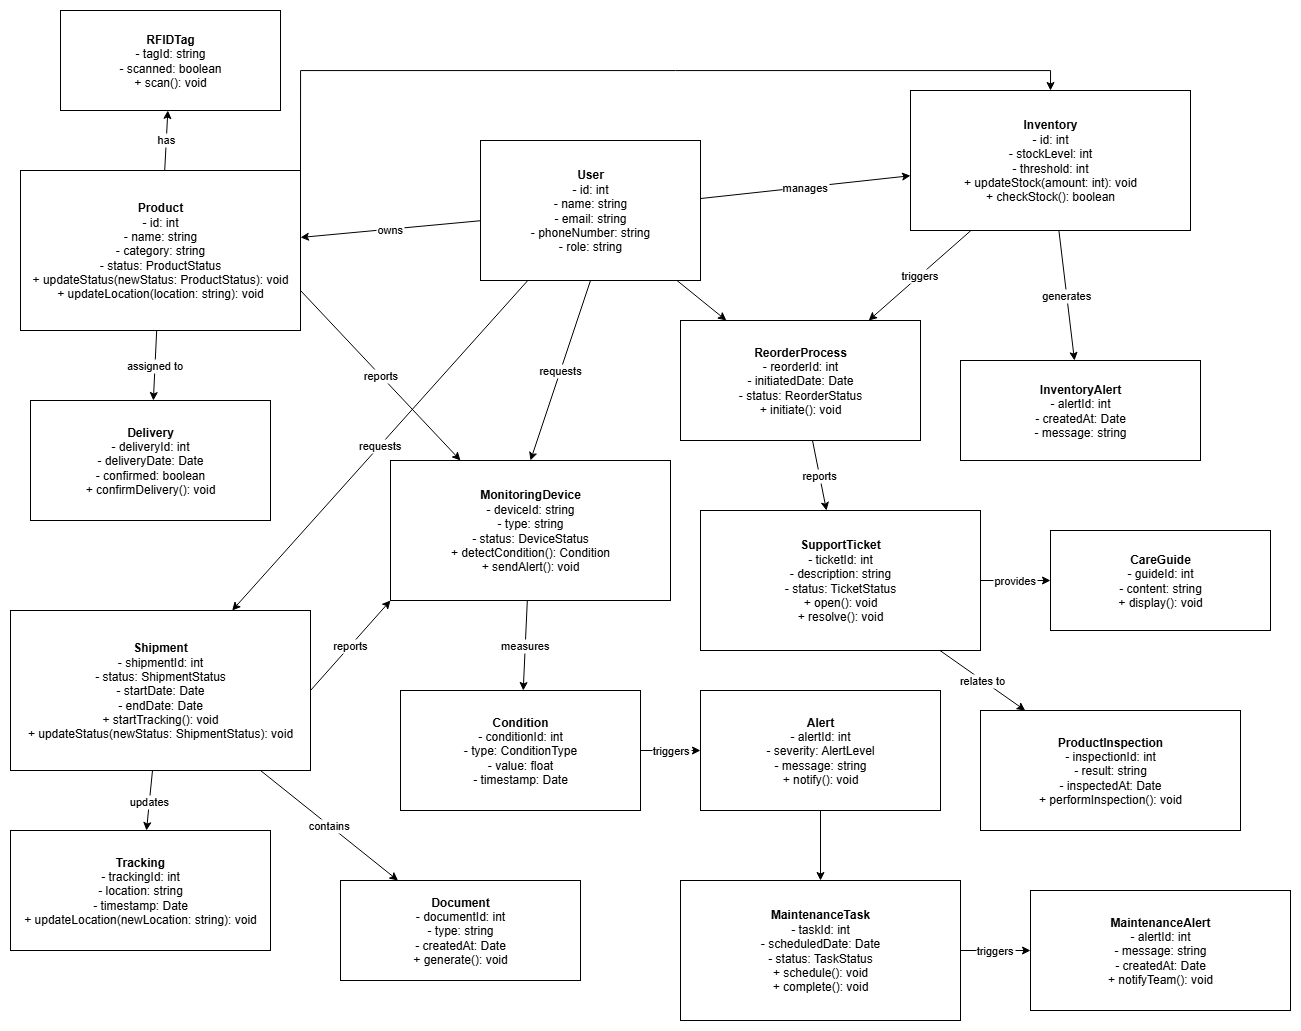 RFIDTag
- tagId: string
- scanned: boolean
+ scan(): void
has
Product
- id: int
- name: string
- category: string
- status: ProductStatus
+ updateStatus(newStatus: ProductStatus): void
+ updateLocation(location: string): void
owns
User
- id: int
- name: string
- email: string
- phoneNumber: string
- role: string
manages
Inventory
- id: int
- stockLevel: int
- threshold: int
+ updateStock(amount: int): void
+ checkStock(): boolean
triggers
generates
assigned to
reports
requests
requests
ReorderProcess
- reorderId: int
- initiatedDate: Date
- status: ReorderStatus
+ initiate(): void
InventoryAlert
- alertId: int
- createdAt: Date
- message: string
Delivery
- deliveryId: int
- deliveryDate: Date
- confirmed: boolean
+ confirmDelivery(): void
MonitoringDevice
- deviceId: string
- type: string
- status: DeviceStatus
+ detectCondition(): Condition
+ sendAlert(): void
reports
SupportTicket
- ticketId: int
- description: string
- status: TicketStatus
+ open(): void
+ resolve(): void
provides
CareGuide
- guideId: int
- content: string
+ display(): void
Shipment
- shipmentId: int
- status: ShipmentStatus
- startDate: Date
- endDate: Date
+ startTracking(): void
+ updateStatus(newStatus: ShipmentStatus): void
reports
measures
relates to
Condition
- conditionId: int
- type: ConditionType
- value: float
- timestamp: Date
triggers
Alert
- alertId: int
- severity: AlertLevel
- message: string
+ notify(): void
ProductInspection
- inspectionId: int
- result: string
- inspectedAt: Date
+ performInspection(): void
updates
contains
Tracking
- trackingId: int
- location: string
- timestamp: Date
+ updateLocation(newLocation: string): void
Document
- documentId: int
- type: string
- createdAt: Date
+ generate(): void
MaintenanceTask
- taskId: int
- scheduledDate: Date
- status: TaskStatus
+ schedule(): void
+ complete(): void
triggers
MaintenanceAlert
- alertId: int
- message: string
- createdAt: Date
+ notifyTeam(): void